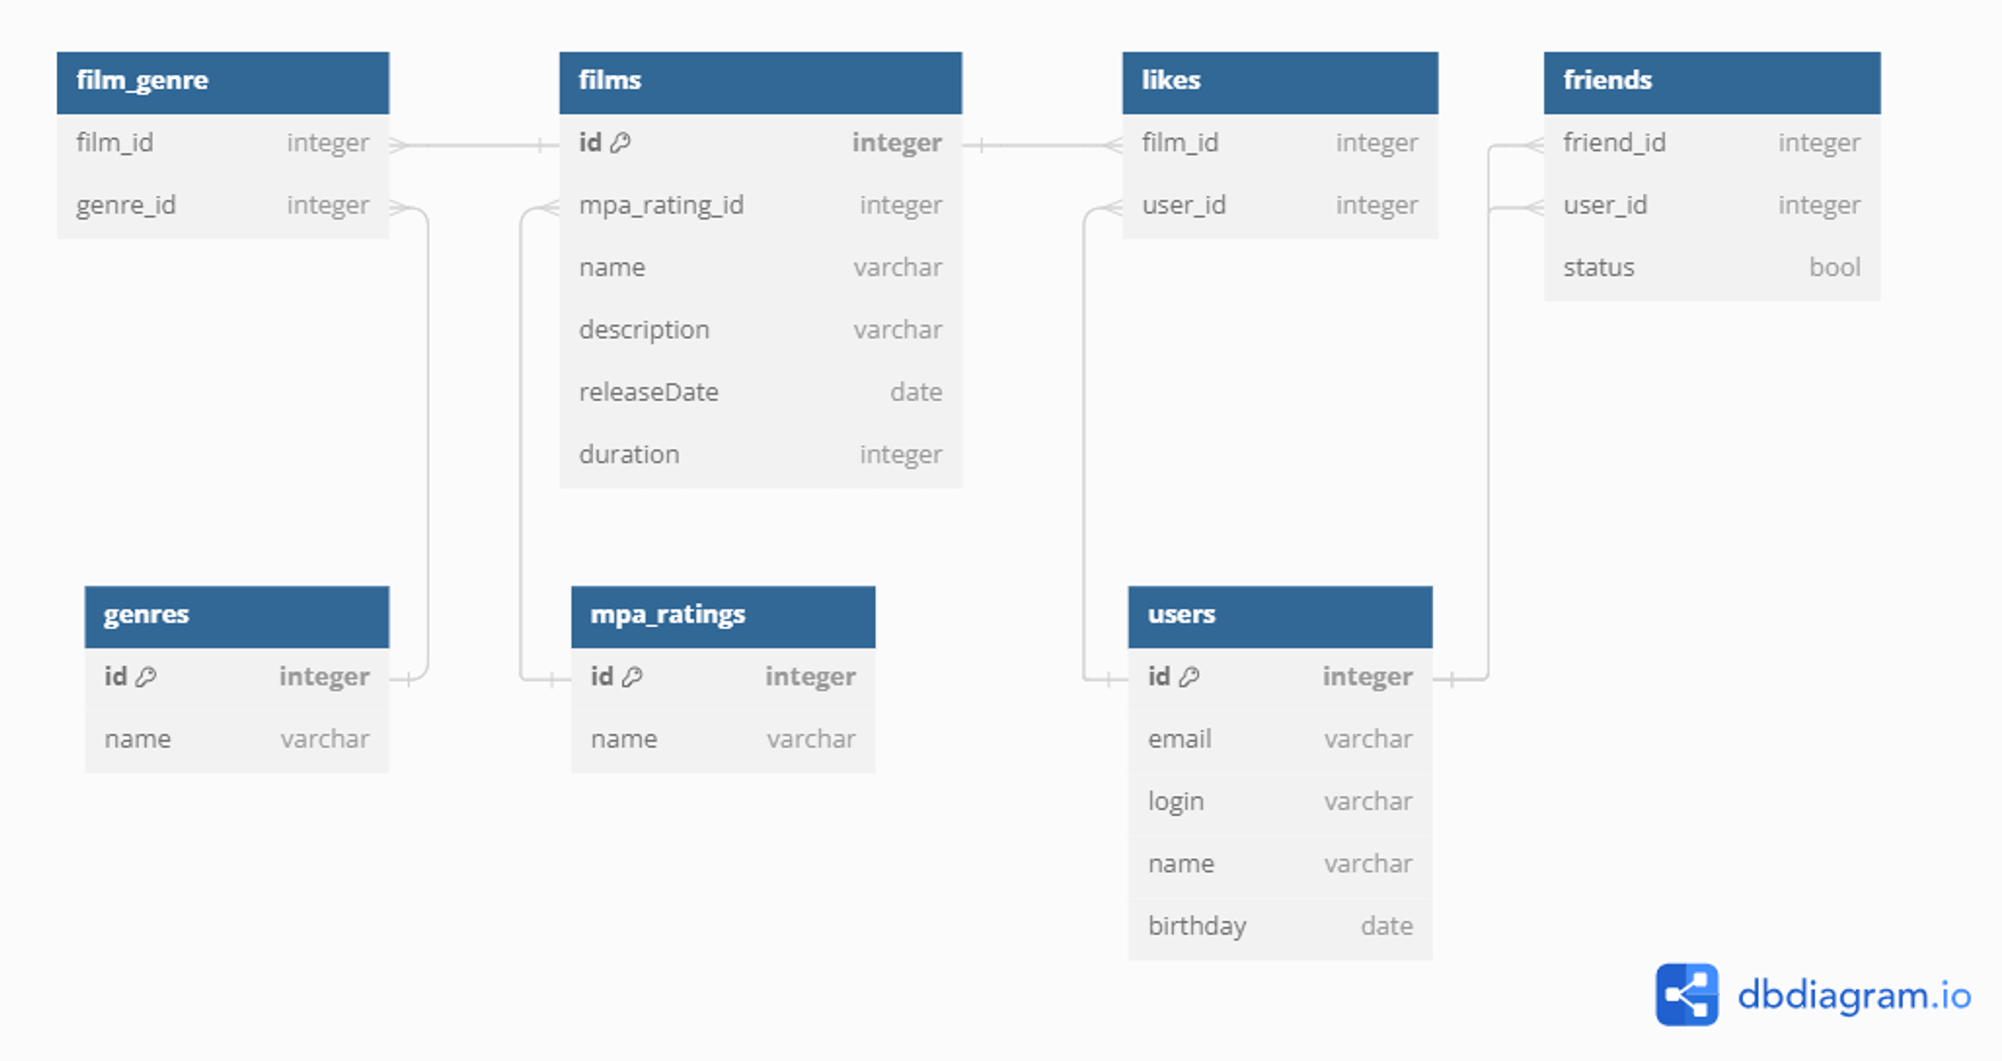 film_genre
film_id integer
genre_id integer
films
id integer
mpa_rating_id integer
name varchar
description varchar
releaseDate date
duration integer
likes
film_id integer
user_id integer
friends
friend_id integer
user_id integer
status bool
genres
id integer
name varchar
mpa_ratings
id integer
name varchar
users
id integer
email varchar
login varchar
name varchar
birthday date
dbdiagram.io